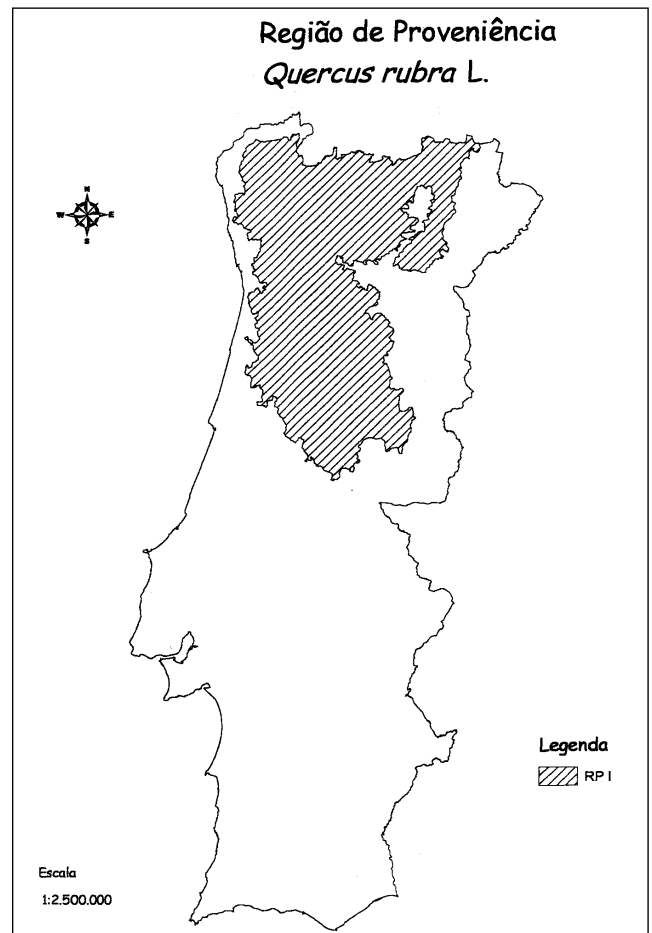 Região de Proveniência
Quercus rubra L.
N
W E
S
Legenda
RP I
Escala
1:2.500.000